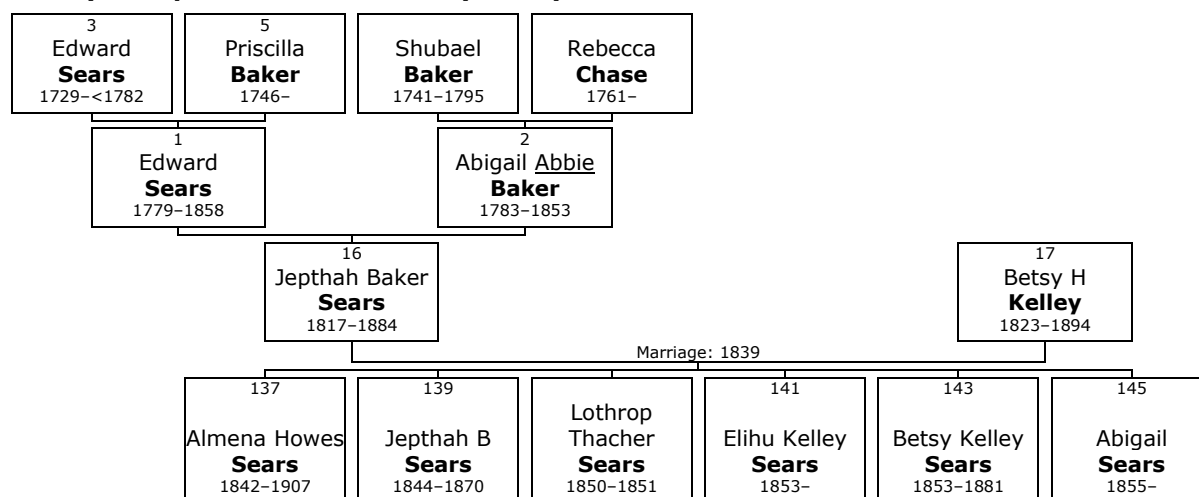 3
Edward
Sears
1729–<1782
5
Priscilla
Baker
1746–
Shubael
Baker
1741–1795
Rebecca
Chase
1761–
1
Edward
Sears
1779–1858
2
Abigail Abbie
Baker
1783–1853
16
Jepthah Baker
Sears
1817–1884
17
Betsy H
Kelley
1823–1894
Marriage: 1839
137
Almena Howes
Sears
1842–1907
139
Jepthah B
Sears
1844–1870
Lothrop
Thacher
Sears
1850–1851
141
Elihu Kelley
Sears
1853–
143
Betsy Kelley
Sears
1853–1881
145
Abigail
Sears
1855–